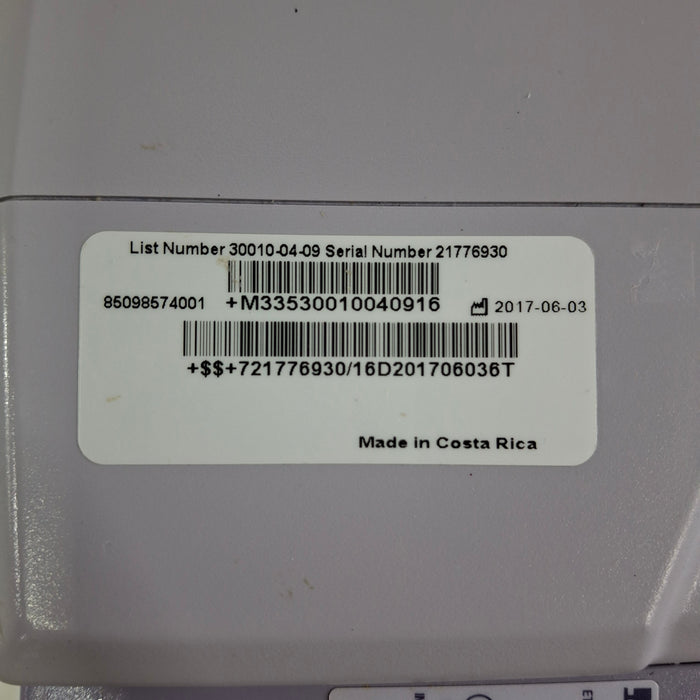 List Number 30010-04-09 Serial Number 21776930
85098574001 +M33530010040916 2017-06-03
+$$+721776930/16D201706036T
Made in Costa Rica